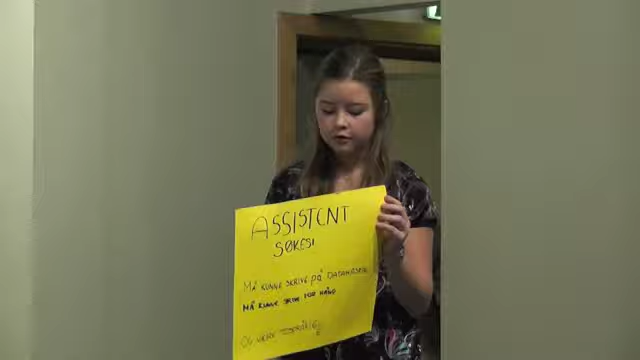 ASSISTENT
SØKES!
MÅ KUNNE SKRIVE på DATAMASKIN
MÅ KUNNE SKRIVE FOR HÅND
OG VÆRE